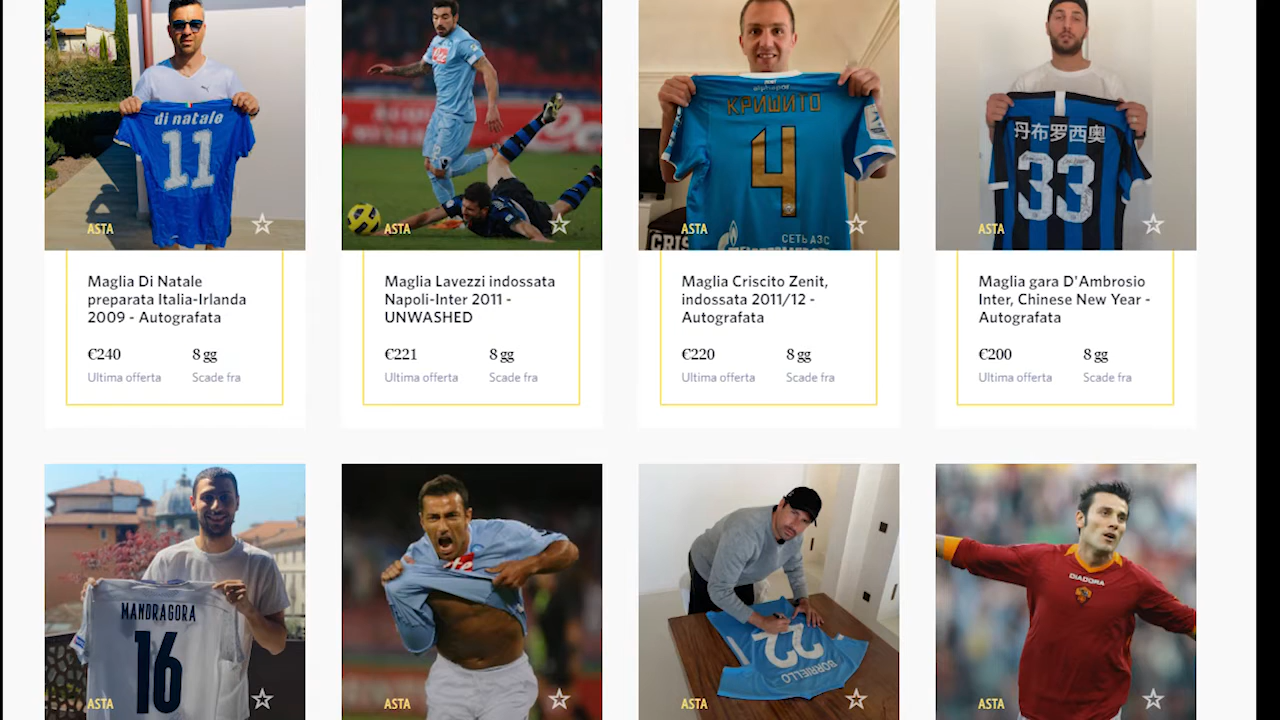 di natale
11
КРИШИТО
4
СЕТЬ АЗС
CRIS
丹布罗西奥
33
ASTA
ASTA
ASTA
ASTA
Maglia Di Natale
preparata Italia-Irlanda
2009 - Autografata
€240
8 gg
Ultima offerta
Scade fra
Maglia Lavezzi indossata
Napoli-Inter 2011 -
UNWASHED
€221
8 gg
Ultima offerta
Scade fra
Maglia Criscito Zenit,
indossata 2011/12 -
Autografata
€220
8 gg
Ultima offerta
Scade fra
Maglia gara D'Ambrosio
Inter, Chinese New Year -
Autografata
€200
8 gg
Ultima offerta
Scade fra
MANDRAGORA
16
22
BORRIELLO
DIADORA
ASTA
ASTA
ASTA
ASTA